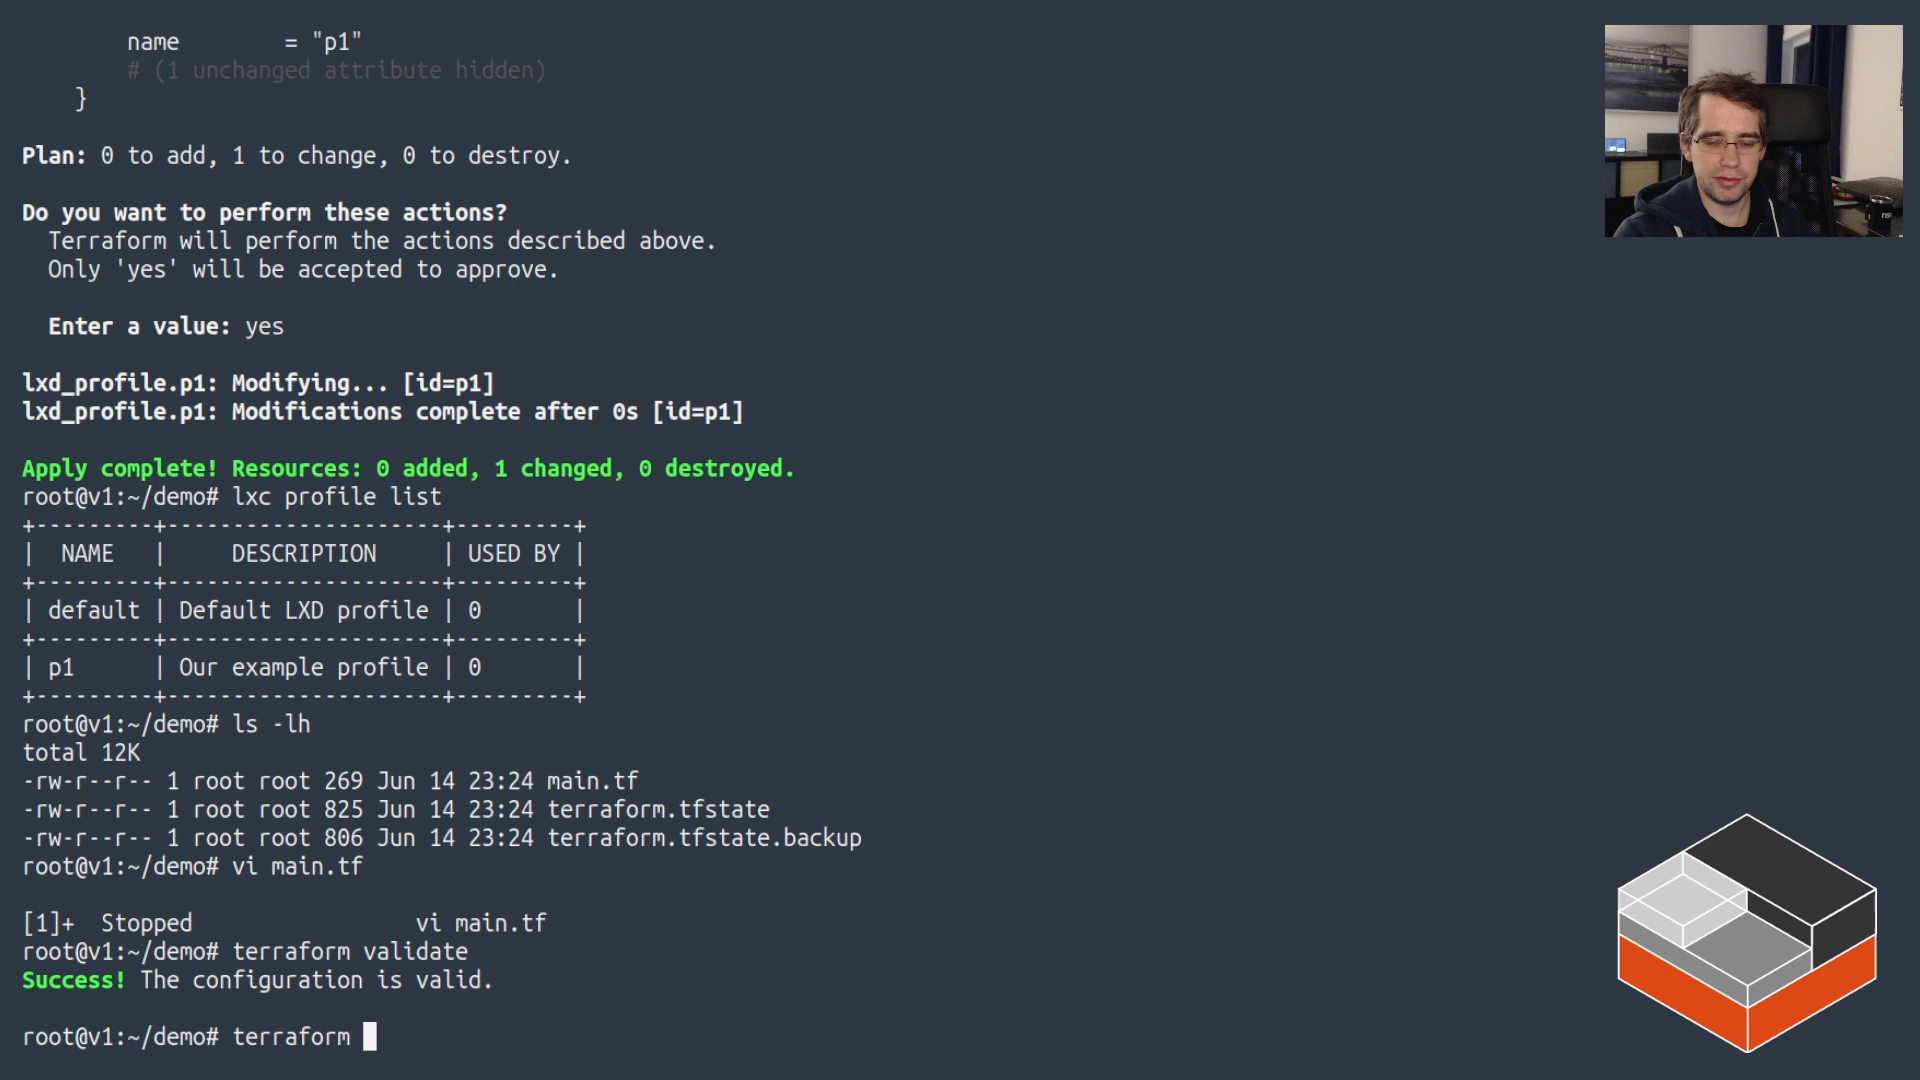 name        = "p1"
# (1 unchanged attribute hidden)
}
Plan: 0 to add, 1 to change, 0 to destroy.
Do you want to perform these actions?
Terraform will perform the actions described above.
Only 'yes' will be accepted to approve.
Enter a value: yes
lxd_profile.p1: Modifying... [id=p1]
lxd_profile.p1: Modifications complete after 0s [id=p1]
Apply complete! Resources: 0 added, 1 changed, 0 destroyed.
root@v1:~/demo# lxc profile list
+---------+---------------------+---------+
|  NAME   |     DESCRIPTION     | USED BY |
+---------+---------------------+---------+
| default | Default LXD profile | 0       |
+---------+---------------------+---------+
| p1      | Our example profile | 0       |
+---------+---------------------+---------+
root@v1:~/demo# ls -lh
total 12K
-rw-r--r-- 1 root root 269 Jun 14 23:24 main.tf
-rw-r--r-- 1 root root 825 Jun 14 23:24 terraform.tfstate
-rw-r--r-- 1 root root 806 Jun 14 23:24 terraform.tfstate.backup
root@v1:~/demo# vi main.tf
[1]+  Stopped                 vi main.tf
root@v1:~/demo# terraform validate
Success! The configuration is valid.
root@v1:~/demo# terraform